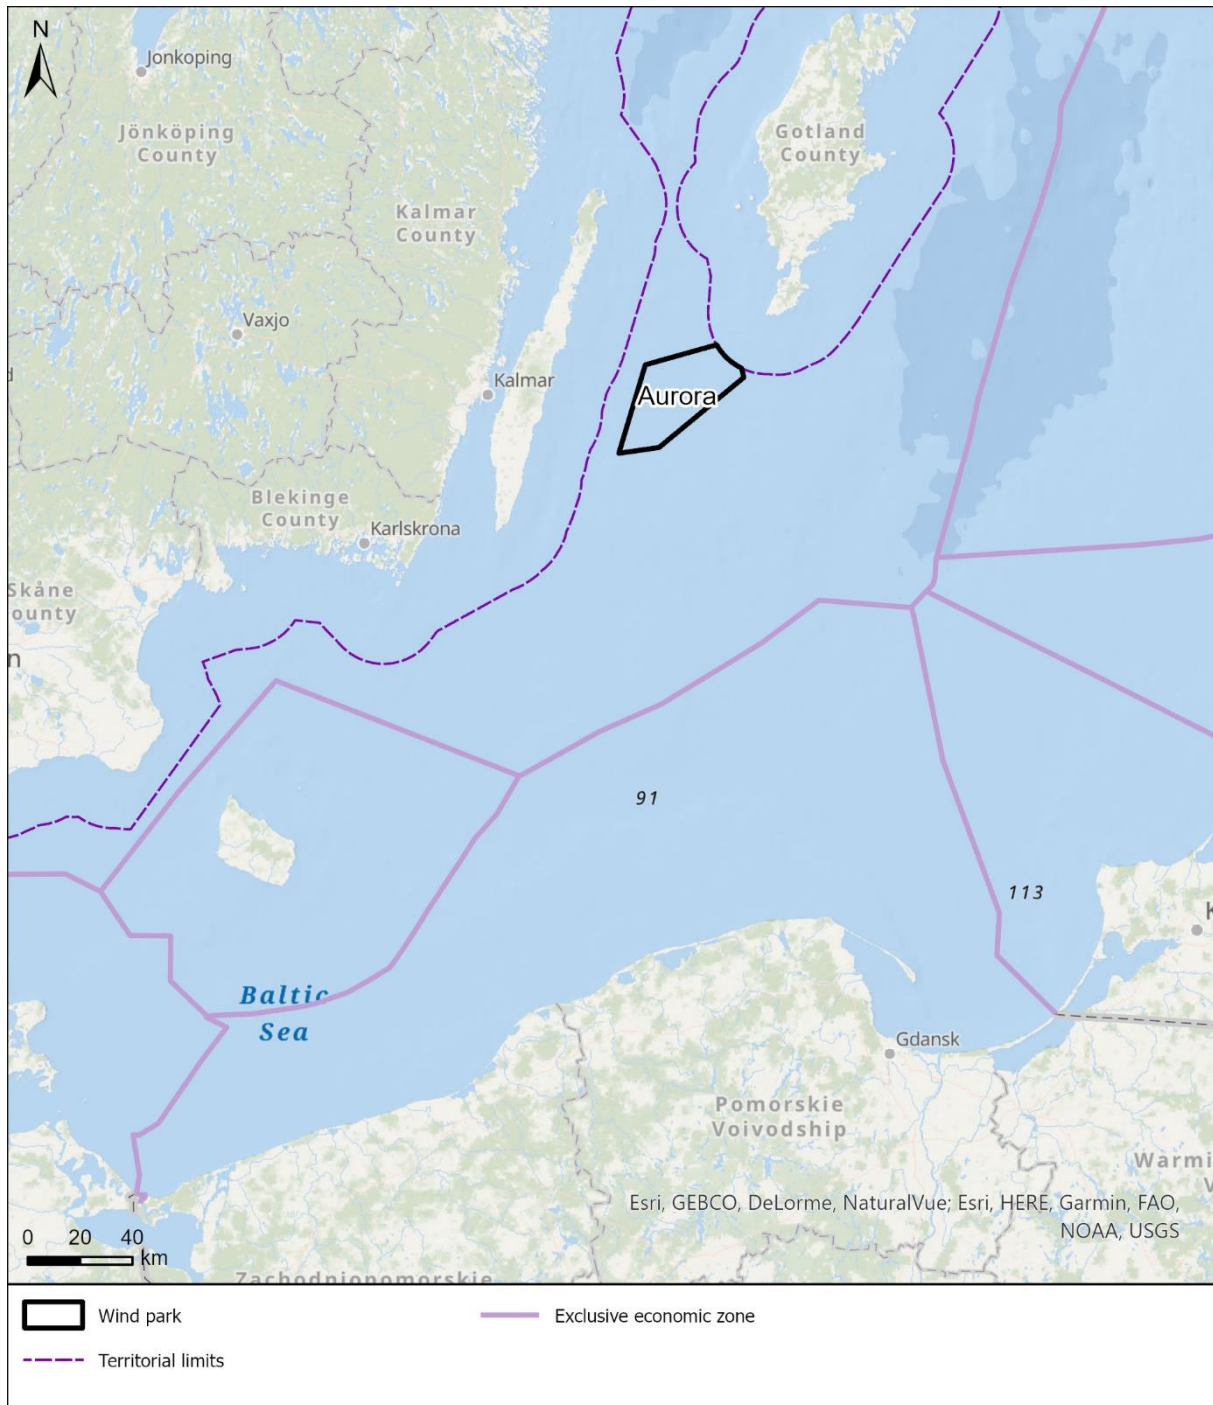 N
Jonkoping
Jönköping
County
Gotland
County
Kalmar
County
Vaxjo
Kalmar
Aurora
Blekinge
County
Karlskrona
Skåne
ounty
n
91
113
K
Baltic
Sea
Gdansk
Pomorskie
Voivodship
Warmi
V
Esri, GEBCO, DeLorme, NaturalVue; Esri, HERE, Garmin, FAO,
NOAA, USGS
0 20 40
km
Zachodniopomorskie
Wind park
Exclusive economic zone
Territorial limits